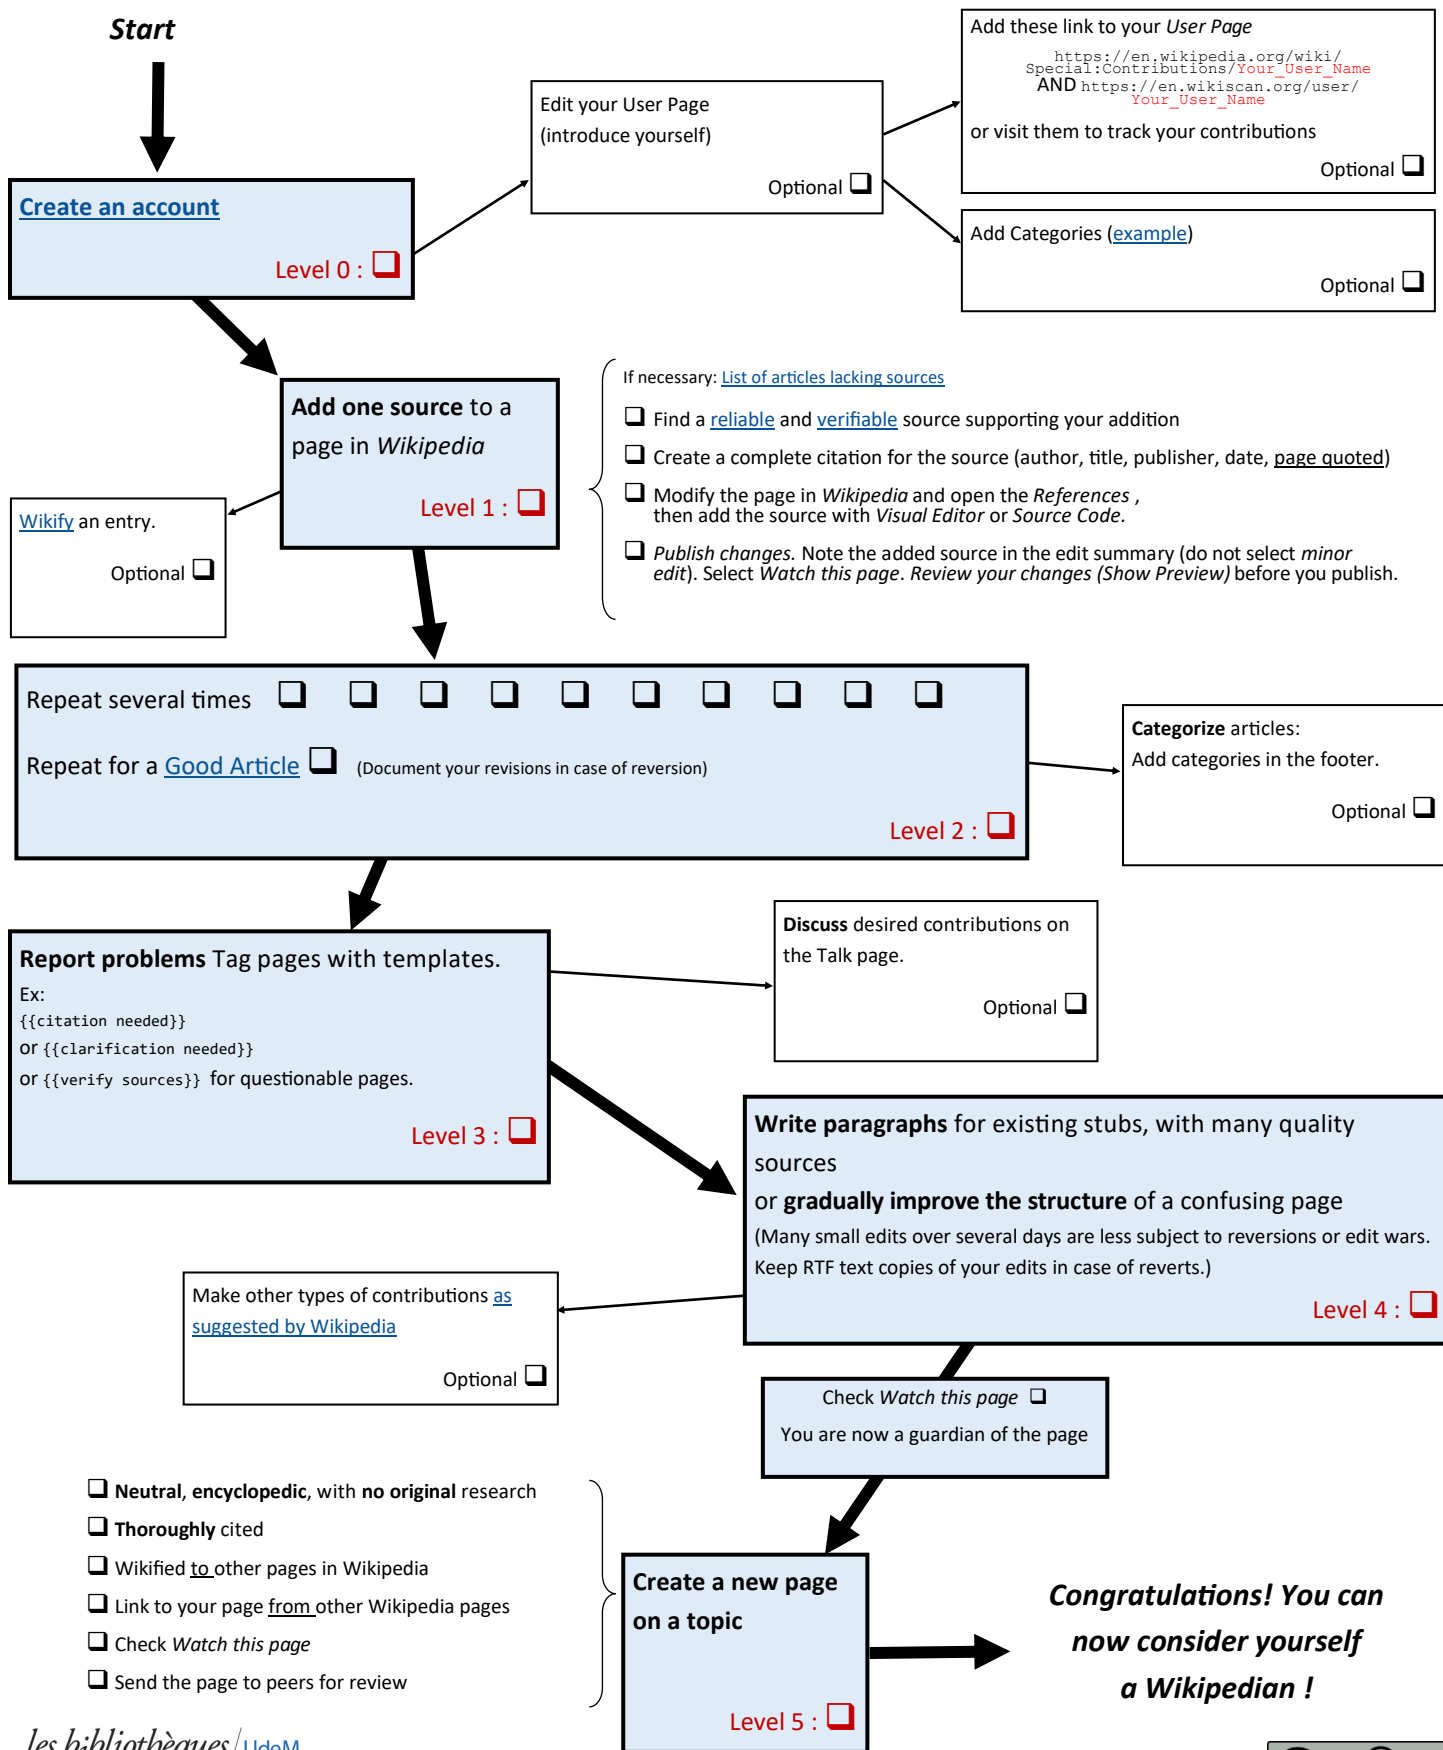 Start
Add these link to your User Page
https://en.wikipedia.org/wiki/
Special:Contributions/Your_User_Name
AND https://en.wikiscan.org/user/
Your_User_Name
or visit them to track your contributions
Optional ❑
Edit your User Page
(introduce yourself)
Optional ❑
Create an account
Level 0 : ❑
Add Categories (example)
Optional ❑
Add one source to a
page in Wikipedia
Level 1 : ❑
If necessary: List of articles lacking sources
❑ Find a reliable and verifiable source supporting your addition
❑ Create a complete citation for the source (author, title, publisher, date, page quoted)
❑ Modify the page in Wikipedia and open the References ,
then add the source with Visual Editor or Source Code.
❑ Publish changes. Note the added source in the edit summary (do not select minor
edit). Select Watch this page. Review your changes (Show Preview) before you publish.
Wikify an entry.
Optional ❑
Repeat several times ❑ ❑ ❑ ❑ ❑ ❑ ❑ ❑ ❑ ❑
Repeat for a Good Article ❑ (Document your revisions in case of reversion)
Level 2 : ❑
Categorize articles:
Add categories in the footer.
Optional ❑
Report problems Tag pages with templates.
Ex:
{{citation needed}}
or {{clarification needed}}
or {{verify sources}} for questionable pages.
Level 3 : ❑
Discuss desired contributions on
the Talk page.
Optional ❑
Write paragraphs for existing stubs, with many quality
sources
or gradually improve the structure of a confusing page
(Many small edits over several days are less subject to reversions or edit wars.
Keep RTF text copies of your edits in case of reverts.)
Level 4 : ❑
Make other types of contributions as
suggested by Wikipedia
Optional ❑
Check Watch this page ❑
You are now a guardian of the page
❑ Neutral, encyclopedic, with no original research
❑ Thoroughly cited
❑ Wikified to other pages in Wikipedia
❑ Link to your page from other Wikipedia pages
❑ Check Watch this page
❑ Send the page to peers for review
Create a new page
on a topic
Level 5 : ❑
Congratulations! You can
now consider yourself
a Wikipedian !
les bibliothèques/UdeM